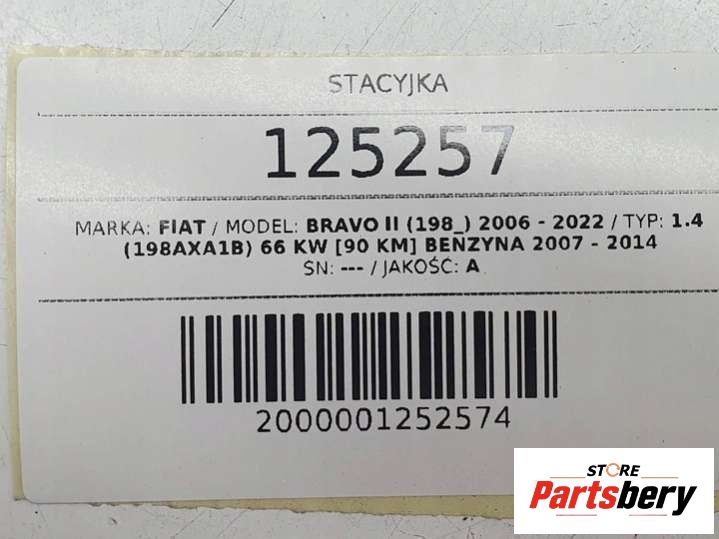 STACYJKA
125257
MARKA: FIAT / MODEL: BRAVO II (198_) 2006 - 2022 / TYP: 1.4
(198AXA1B) 66 KW [90 KM] BENZYNA 2007 - 2014
SN: --- / JAKOŚĆ: A
2000001252574
STORE
Partsbery